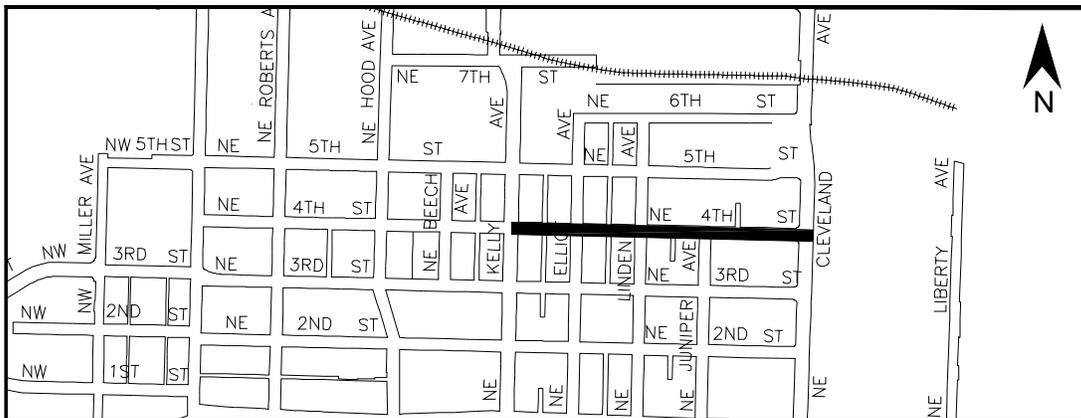 NE ROBERTS A
NE HOOD AVE
AVE
N
NE 7TH ST
AVE
NE 6TH ST
AVE
AVE
NW 5TH ST
NE 5TH ST
NE 5TH ST
NW MILLER AVE
NE BEECH AVE
NE 4TH ST
NE 4TH ST
NE KELLY
NE ELLIO
NE LINDEN
NE JUNIPER AVE
NE CLEVELAND
NE LIBERTY AVE
NW 3RD ST
NE 3RD ST
NE 3RD ST
NW 2ND ST
NE 2ND ST
NE 2ND ST
NW 1ST ST